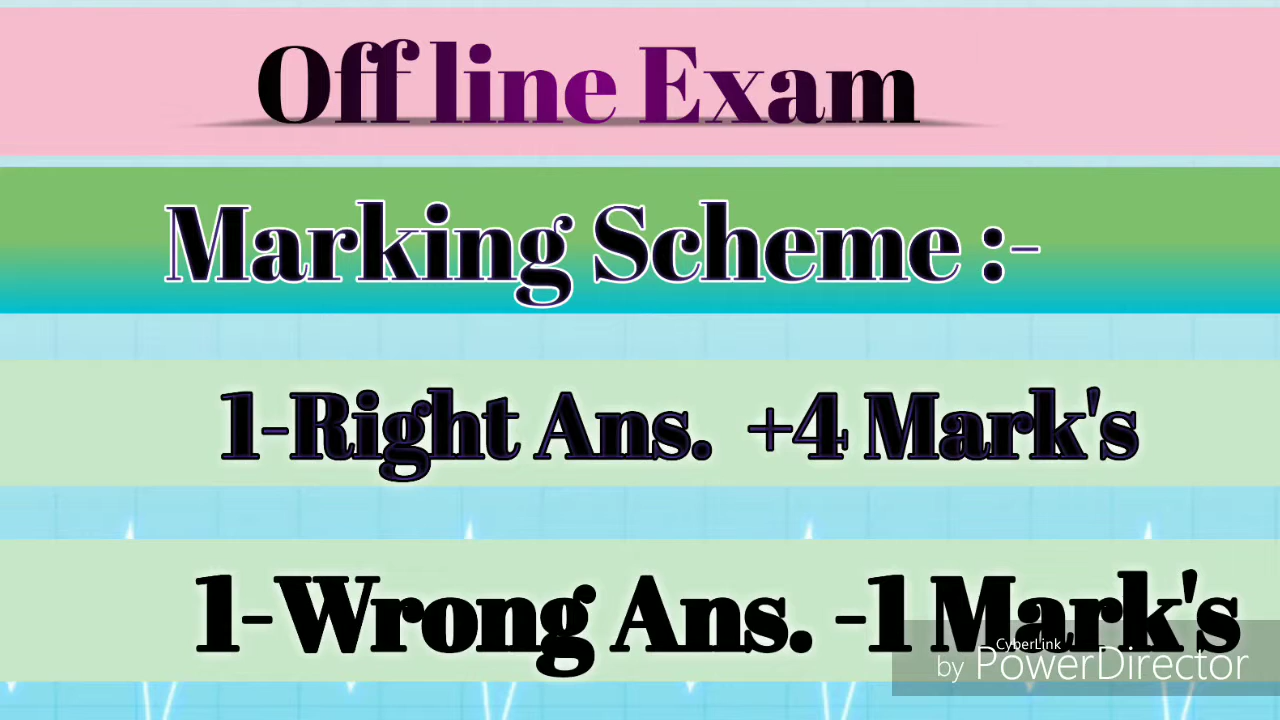 Off line Exam
Marking Scheme :-
1-Right Ans. +4 Mark's
1-Wrong Ans. -1 Mark's
CyberLink
by PowerDirector